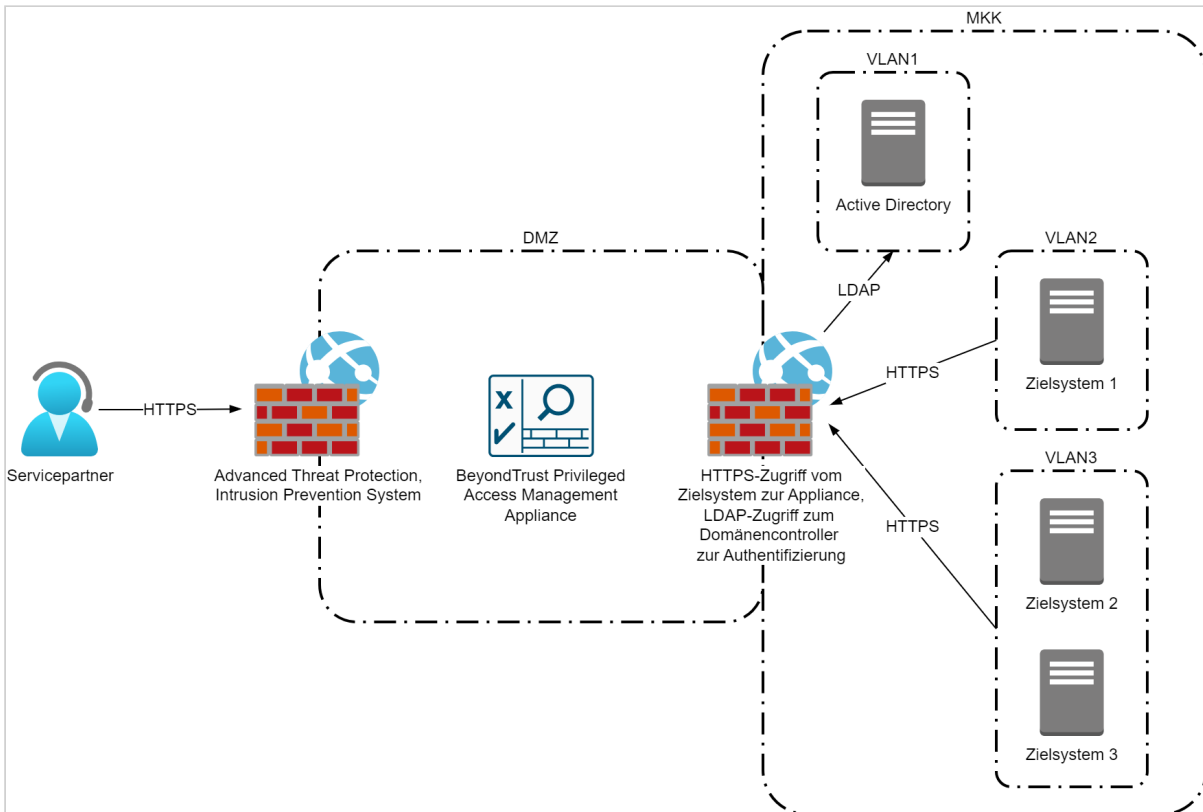 MKK
VLAN1
Active Directory
DMZ
VLAN2
LDAP
HTTPS
Zielsystem 1
HTTPS
Servicepartner
Advanced Threat Protection,
Intrusion Prevention System
BeyondTrust Privileged
Access Management
Appliance
HTTPS-Zugriff vom
Zielsystem zur Appliance,
LDAP-Zugriff zum
Domänencontroller
zur Authentifizierung
VLAN3
HTTPS
Zielsystem 2
Zielsystem 3